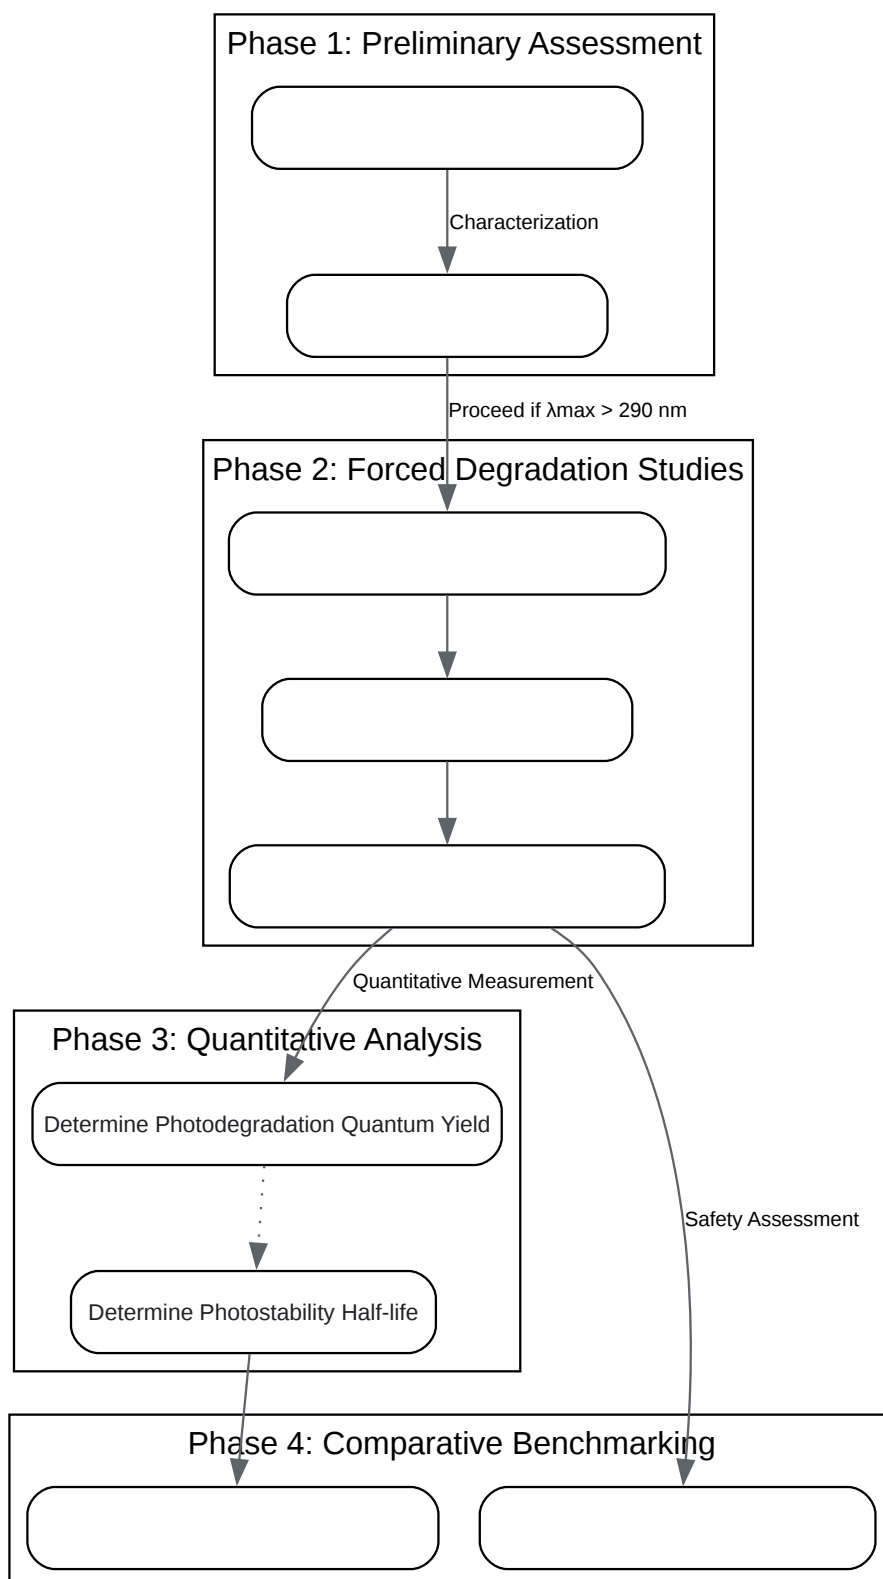 Phase 1: Preliminary Assessment
Characterization
Proceed if λmax > 290 nm
Phase 2: Forced Degradation Studies
Quantitative Measurement
Phase 3: Quantitative Analysis
Determine Photodegradation Quantum Yield
Safety Assessment
Determine Photostability Half-life
Phase 4: Comparative Benchmarking